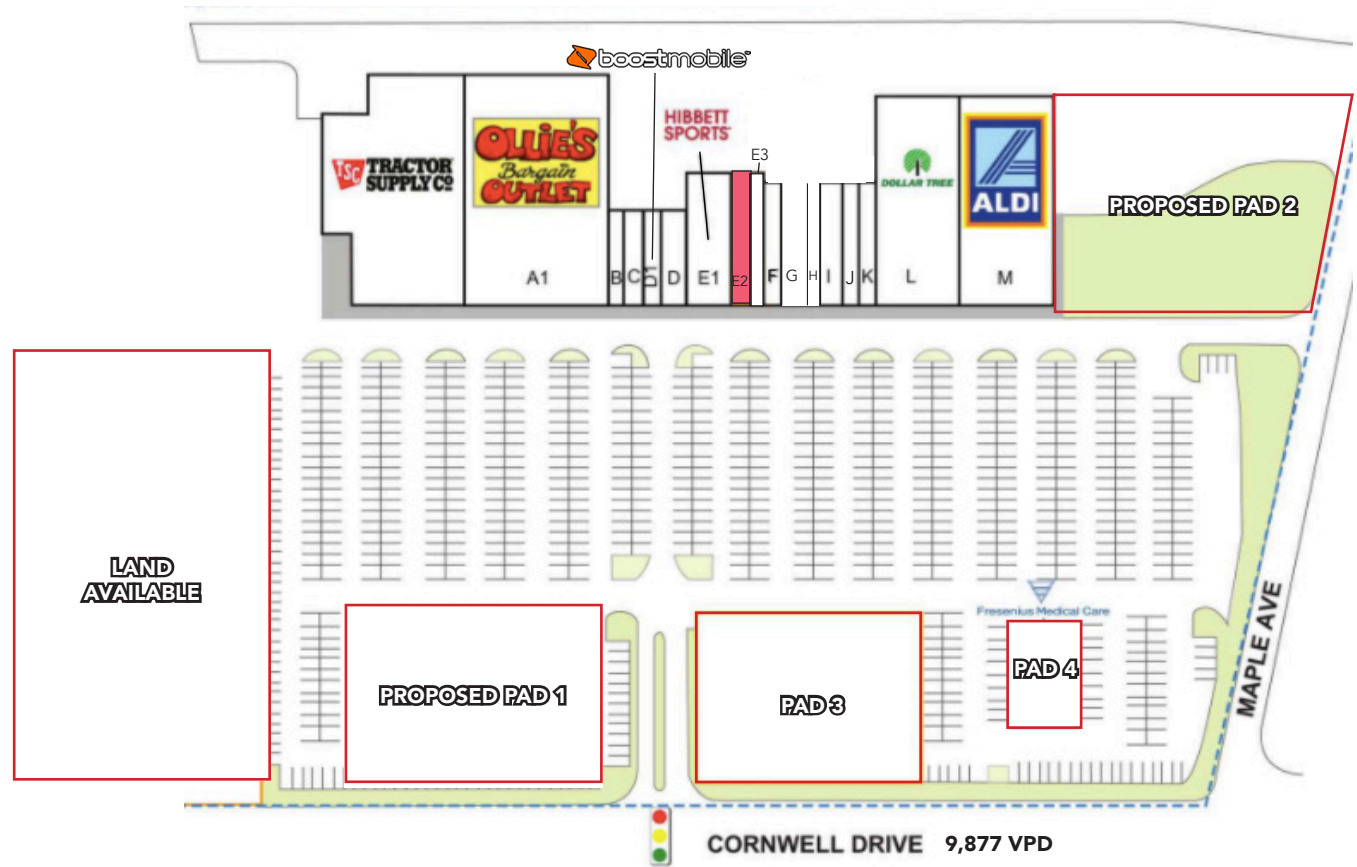 boostmobile
HIBBETT
SPORTS
E3
TSC TRACTOR
SUPPLY CO
OLLIE'S
Bargain
OUTLET
DOLLAR TREE
ALDI
PROPOSED PAD 2
A1
B
C
D1
D
E1
E2
F
G
H
I
J
K
L
M
LAND
AVAILABLE
Fresenius Medical Care
PROPOSED PAD 1
PAD 3
PAD 4
MAPLE AVE
CORNWELL DRIVE 9,877 VPD